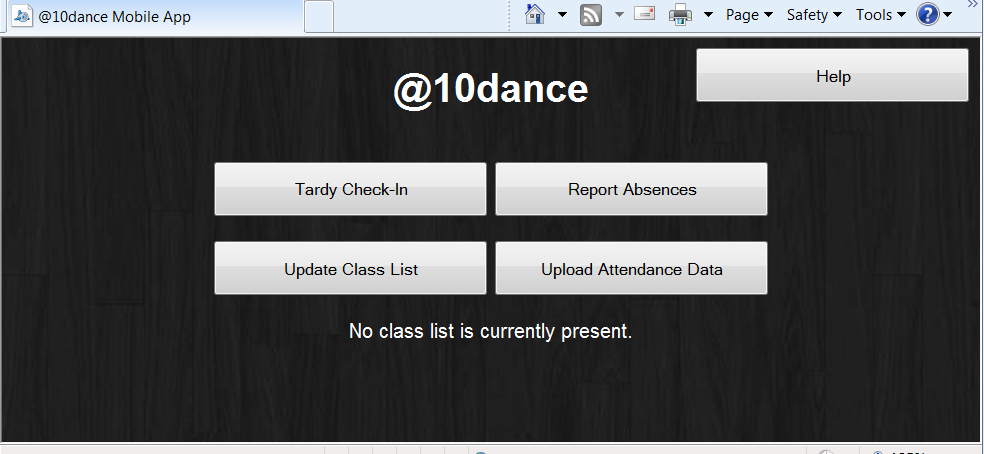 @10dance Mobile App
Page Safety Tools
@10dance
Help
Tardy Check-In
Report Absences
Update Class List
Upload Attendance Data
No class list is currently present.